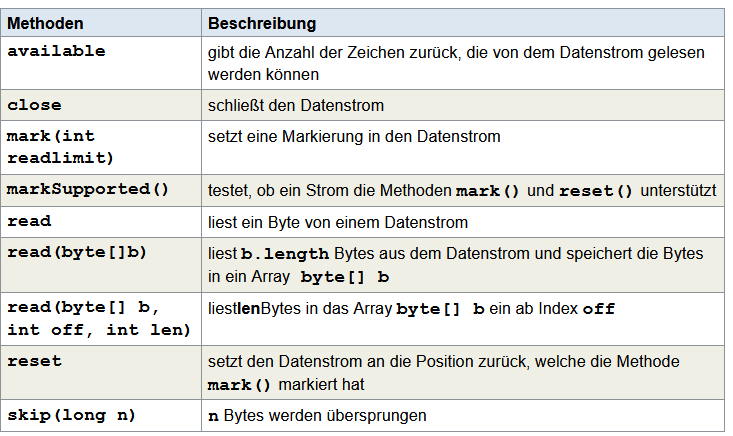 Methoden Beschreibung
available gibt die Anzahl der Zeichen zurück, die von dem Datenstrom gelesen
werden können
close schließt den Datenstrom
mark(int setzt eine Markierung in den Datenstrom
readlimit)
markSupported() testet, ob ein Strom die Methoden mark() und reset() unterstützt
read liest ein Byte von einem Datenstrom
read(byte[]b) liest b.length Bytes aus dem Datenstrom und speichert die Bytes
in ein Array byte[] b
read(byte[] b, liestlenBytes in das Array byte[] b ein ab Index off
int off, int len)
reset setzt den Datenstrom an die Position zurück, welche die Methode
mark() markiert hat
skip(long n) n Bytes werden übersprungen